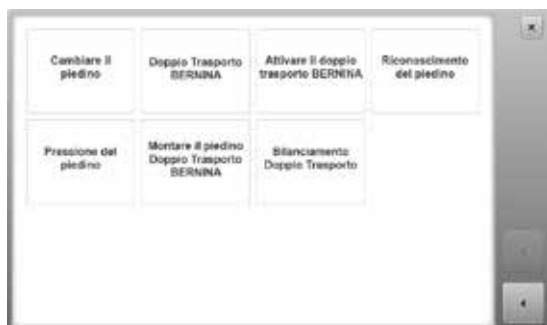 Cambiare il
piedino
Doppio Trasporto
BERNINA
Attivare il doppio
trasporto BERNINA
Riconoscimento
del piedino
Pressione del
piedino
Montare il piedino
Doppio Trasporto
BERNINA
Bilanciamento
Doppio Trasporto